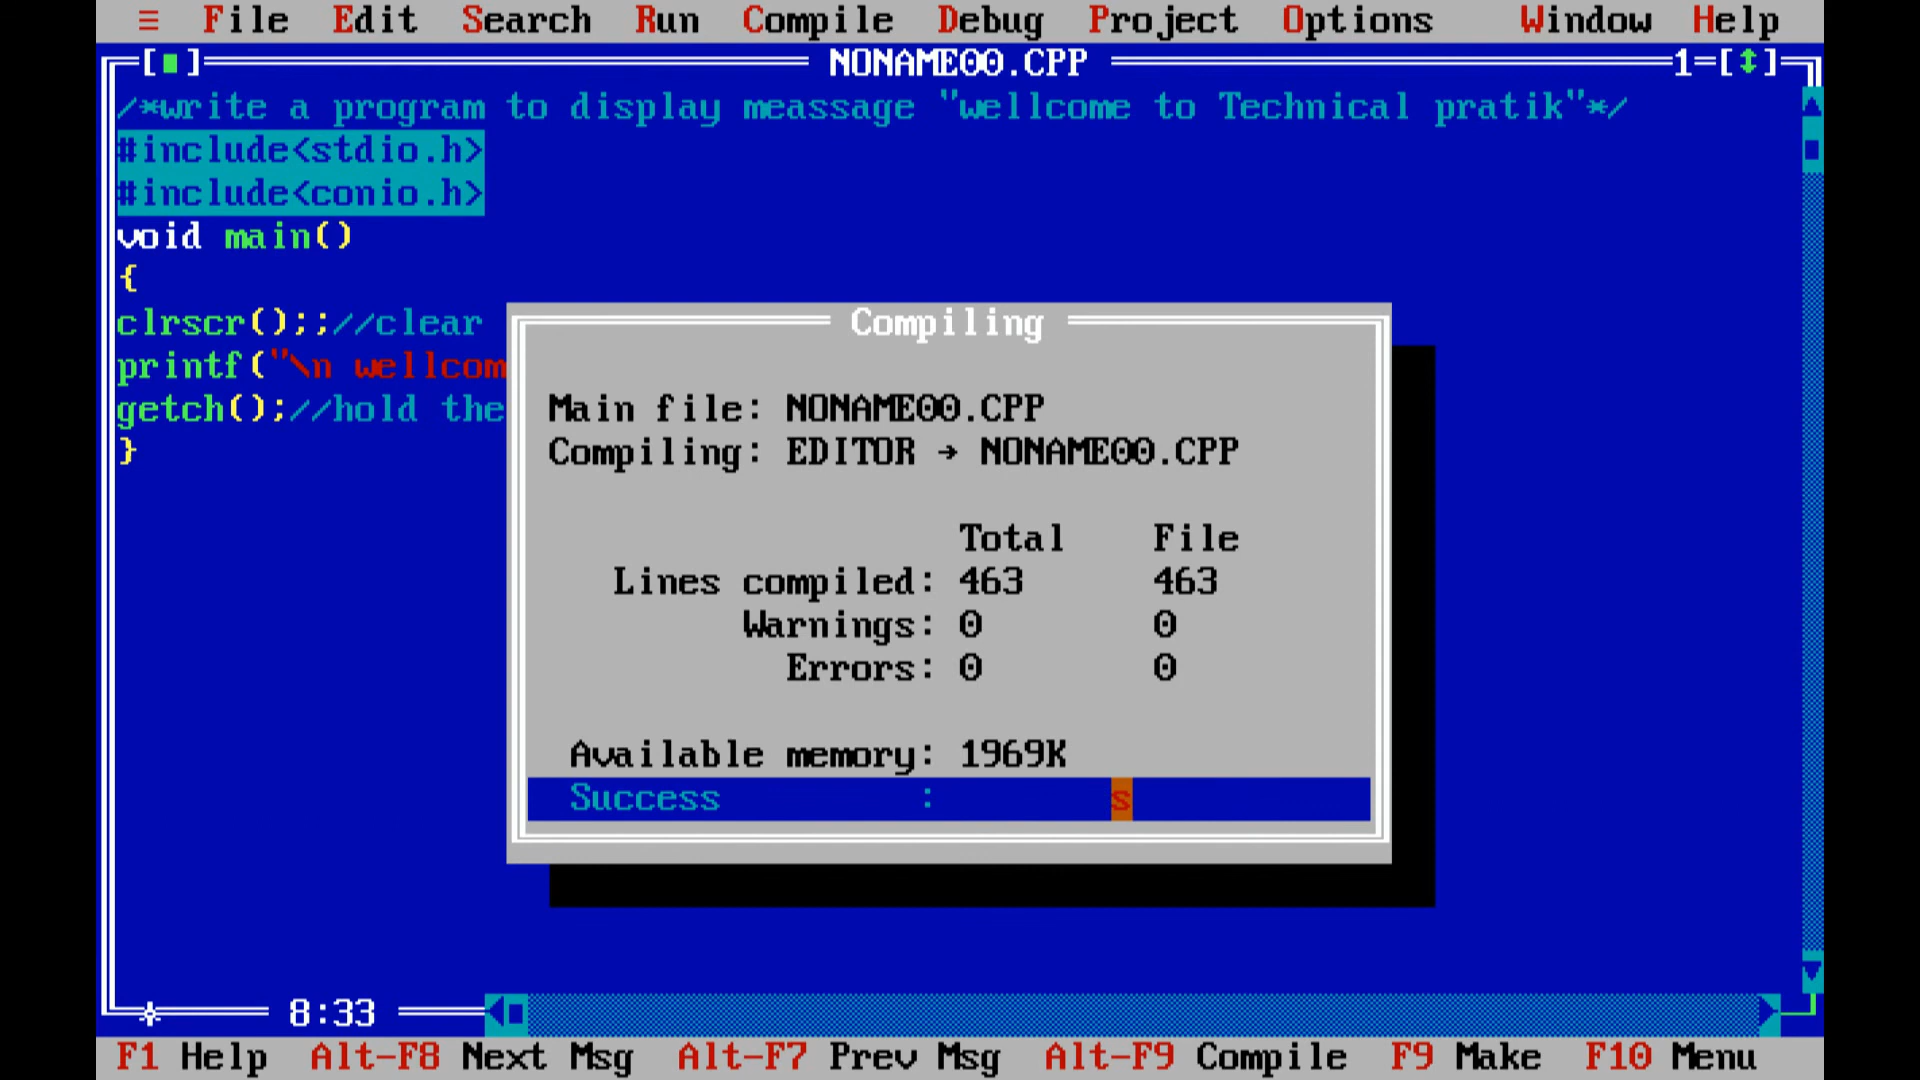 ≡ File Edit Search Run Compile Debug Project Options Window Help
[■] NONAME00.CPP 1=[↕]
/*write a program to display meassage "wellcome to Technical pratik"*/
#include<stdio.h>
#include<conio.h>
void main()
{
clrscr();;//clear
printf("\n wellcom
getch();//hold the
}
Compiling
Main file: NONAME00.CPP
Compiling: EDITOR → NONAME00.CPP
Total File
Lines compiled: 463 463
Warnings: 0 0
Errors: 0 0
Available memory: 1969K
Success : s
8:33
F1 Help Alt-F8 Next Msg Alt-F7 Prev Msg Alt-F9 Compile F9 Make F10 Menu